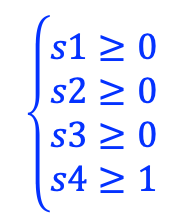 s1 ≥ 0
s2 ≥ 0
s3 ≥ 0
s4 ≥ 1